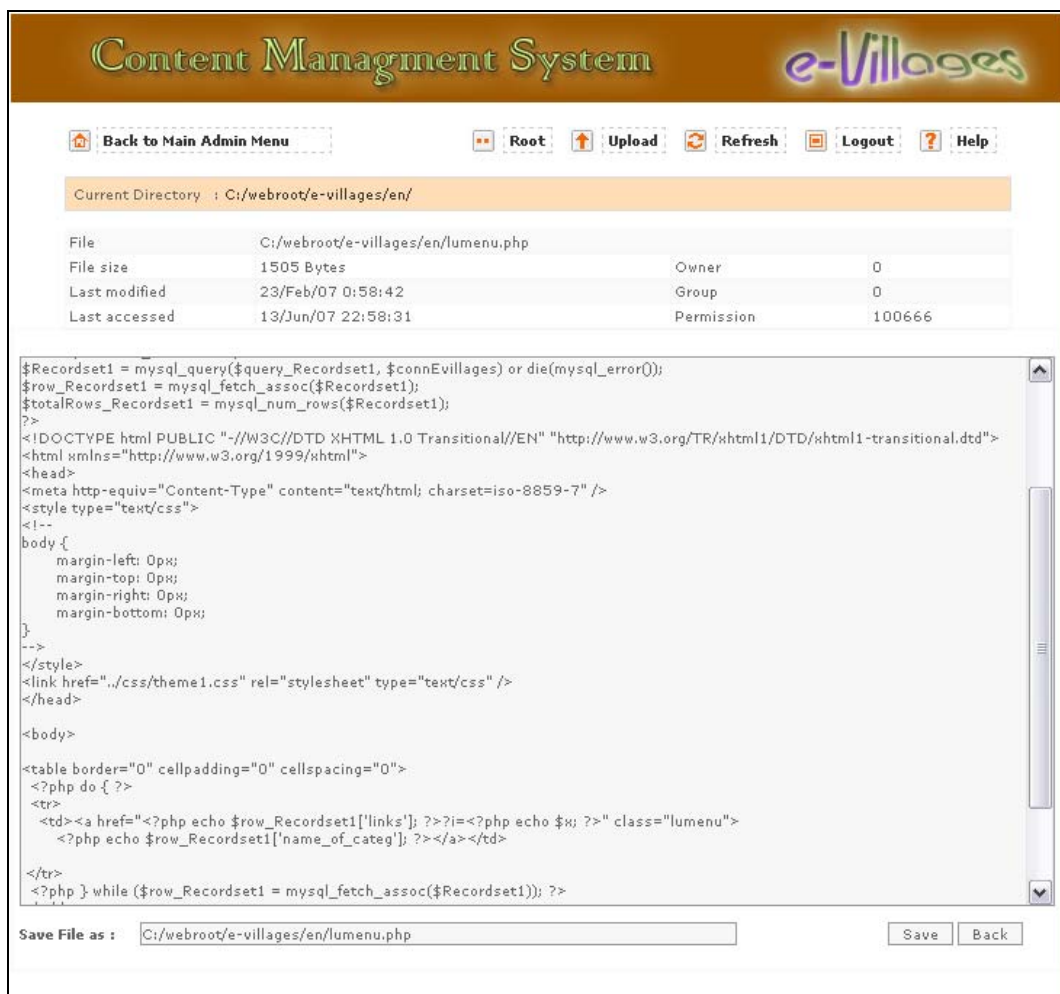 Content Managment System
e-Villages
Back to Main Admin Menu Root Upload Refresh Logout ? Help
Current Directory : C:/webroot/e-villages/en/
File C:/webroot/e-villages/en/lumenu.php
File size 1505 Bytes Owner 0
Last modified 23/Feb/07 0:58:42 Group 0
Last accessed 13/Jun/07 22:58:31 Permission 100666
$Recordset1 = mysql_query($query_Recordset1, $connEvillages) or die(mysql_error());
$row_Recordset1 = mysql_fetch_assoc($Recordset1);
$totalRows_Recordset1 = mysql_num_rows($Recordset1);
?>
<!DOCTYPE html PUBLIC "-//W3C//DTD XHTML 1.0 Transitional//EN" "http://www.w3.org/TR/xhtml1/DTD/xhtml1-transitional.dtd">
<html xmlns="http://www.w3.org/1999/xhtml">
<head>
<meta http-equiv="Content-Type" content="text/html; charset=iso-8859-7" />
<style type="text/css">
<!--
body {
margin-left: 0px;
margin-top: 0px;
margin-right: 0px;
margin-bottom: 0px;
}
-->
</style>
<link href="../css/theme1.css" rel="stylesheet" type="text/css" />
</head>
<body>
<table border="0" cellpadding="0" cellspacing="0">
<?php do { ?>
<tr>
<td><a href="<?php echo $row_Recordset1['links']; ?>?i=<?php echo $x; ?>" class="lumenu">
<?php echo $row_Recordset1['name_of_categ']; ?></a></td>
</tr>
<?php } while ($row_Recordset1 = mysql_fetch_assoc($Recordset1)); ?>
Save File as : C:/webroot/e-villages/en/lumenu.php Save Back